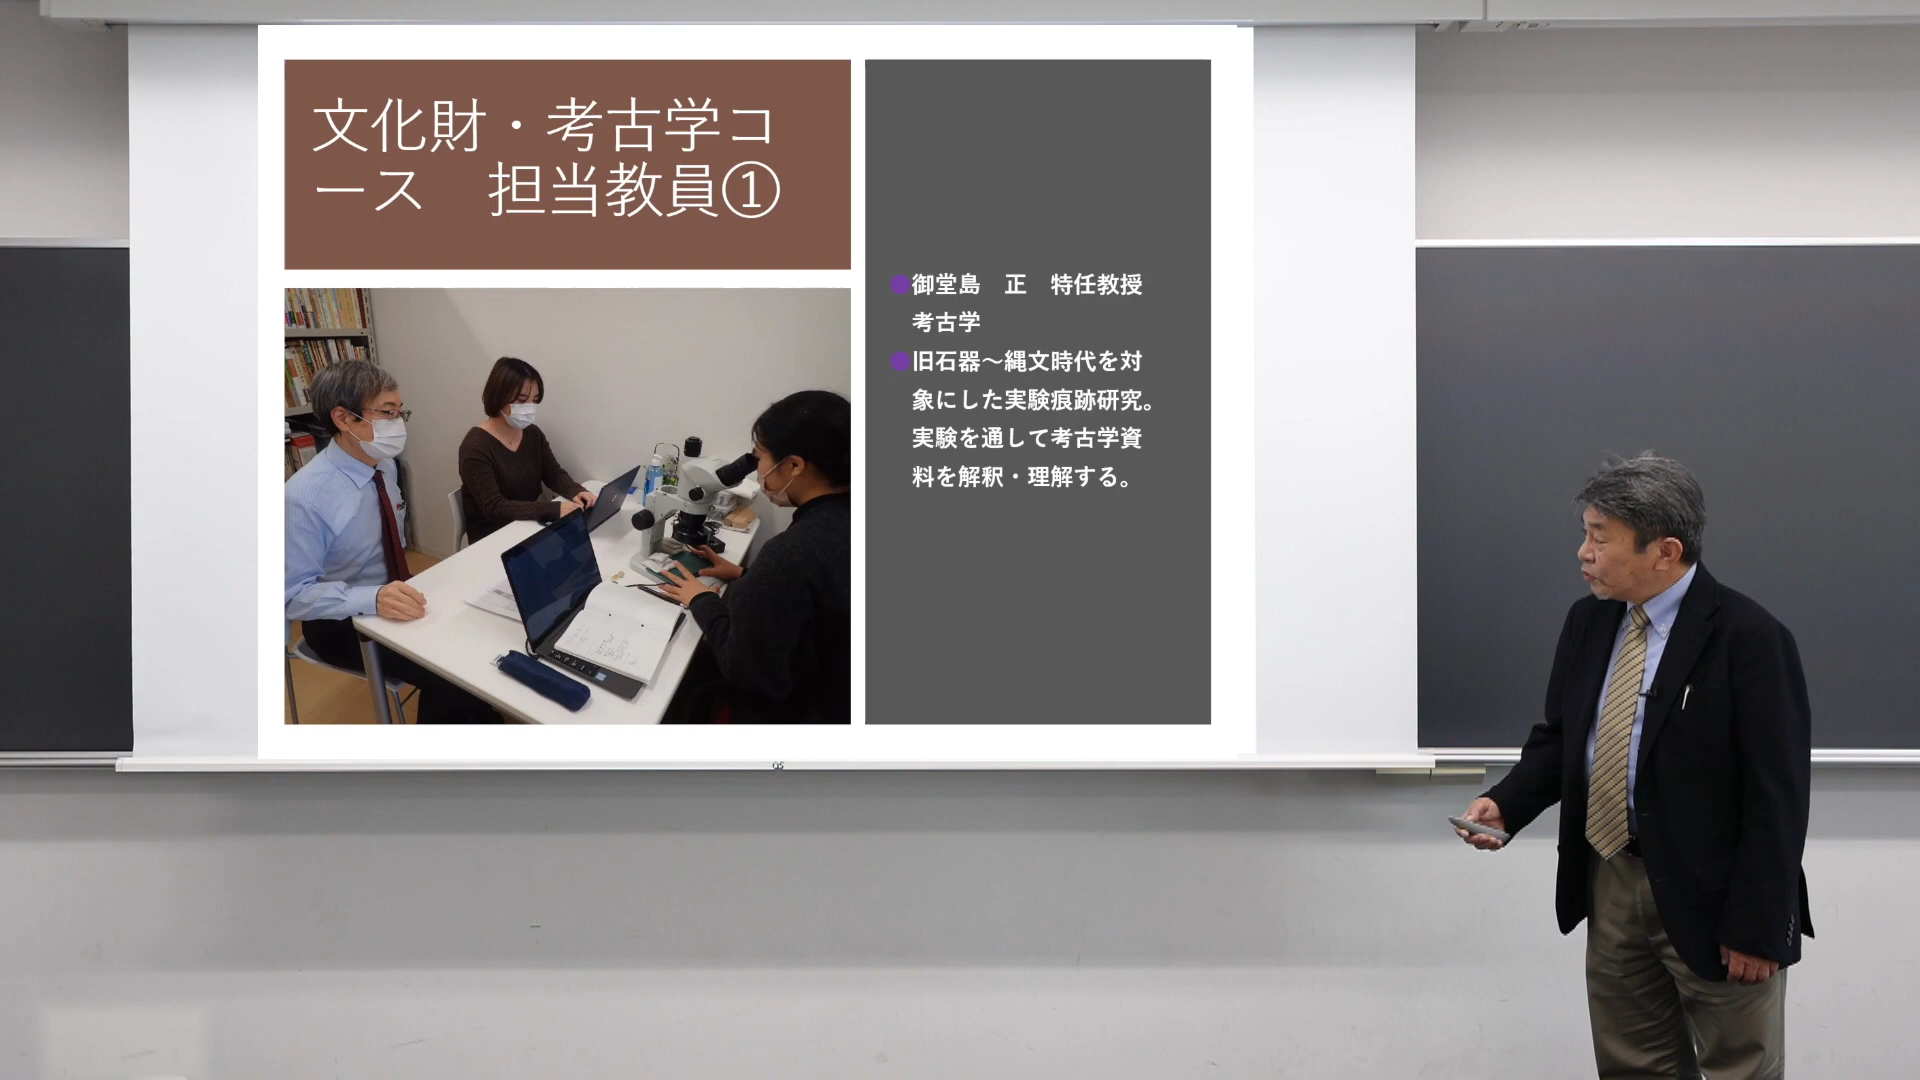 文化財・考古学コ
ース　担当教員①
●御堂島　正　特任教授
考古学
●旧石器～縄文時代を対
象にした実験痕跡研究。
実験を通して考古学資
料を解釈・理解する。